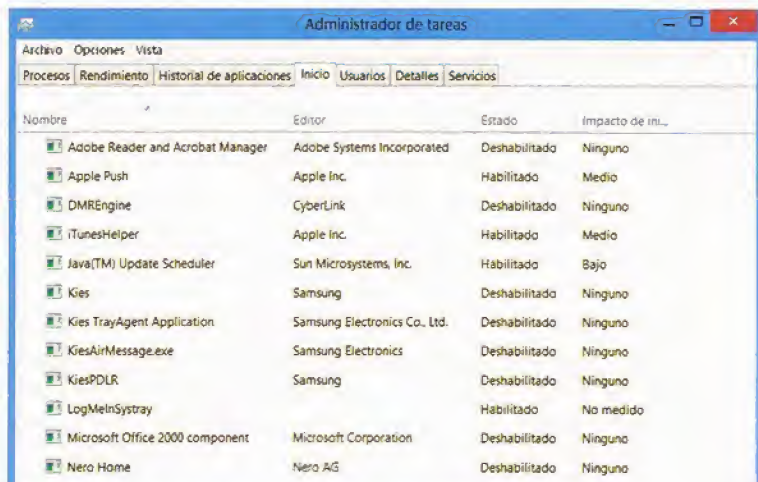 Administrador de tareas
Archivo Opciones Vista
Procesos Rendimiento Historial de aplicaciones Inicio Usuarios Detalles Servicios
Nombre Editor Estado Impacto de ini...
Adobe Reader and Acrobat Manager Adobe Systems Incorporated Deshabilitado Ninguno
Apple Push Apple Inc. Habilitado Medio
DMREngine CyberLink Deshabilitado Ninguno
iTunesHelper Apple Inc. Habilitado Medio
Java(TM) Update Scheduler Sun Microsystems, Inc. Habilitado Bajo
Kies Samsung Deshabilitado Ninguno
Kies TrayAgent Application Samsung Electronics Co., Ltd. Deshabilitado Ninguno
KiesAirMessage.exe Samsung Electronics Deshabilitado Ninguno
KiesPDLR Samsung Deshabilitado Ninguno
LogMeInSystray Habilitado No medido
Microsoft Office 2000 component Microsoft Corporation Deshabilitado Ninguno
Nero Home Nero AG Deshabilitado Ninguno